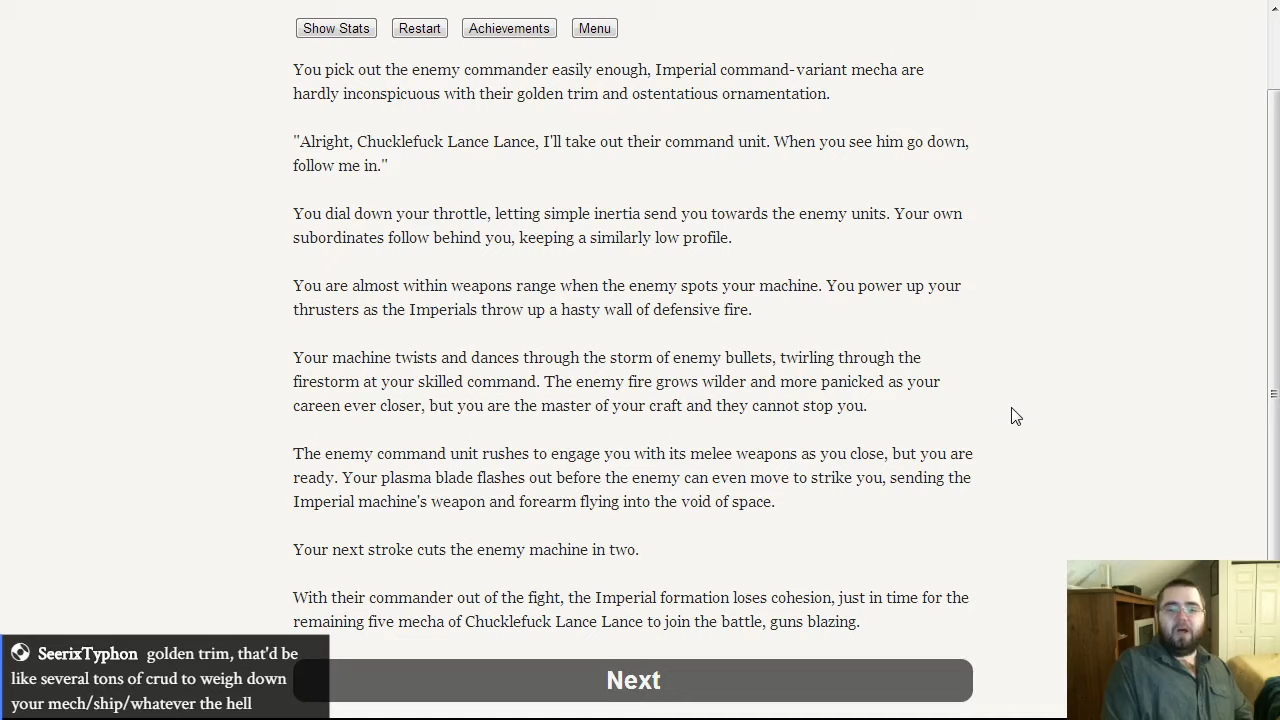 Show Stats Restart Achievements Menu
You pick out the enemy commander easily enough, Imperial command-variant mecha are
hardly inconspicuous with their golden trim and ostentatious ornamentation.
"Alright, Chucklefuck Lance Lance, I'll take out their command unit. When you see him go down,
follow me in."
You dial down your throttle, letting simple inertia send you towards the enemy units. Your own
subordinates follow behind you, keeping a similarly low profile.
You are almost within weapons range when the enemy spots your machine. You power up your
thrusters as the Imperials throw up a hasty wall of defensive fire.
Your machine twists and dances through the storm of enemy bullets, twirling through the
firestorm at your skilled command. The enemy fire grows wilder and more panicked as your
careen ever closer, but you are the master of your craft and they cannot stop you.
The enemy command unit rushes to engage you with its melee weapons as you close, but you are
ready. Your plasma blade flashes out before the enemy can even move to strike you, sending the
Imperial machine's weapon and forearm flying into the void of space.
Your next stroke cuts the enemy machine in two.
With their commander out of the fight, the Imperial formation loses cohesion, just in time for the
remaining five mecha of Chucklefuck Lance Lance to join the battle, guns blazing.
Next
SeerixTyphon golden trim, that'd be
like several tons of crud to weigh down
your mech/ship/whatever the hell